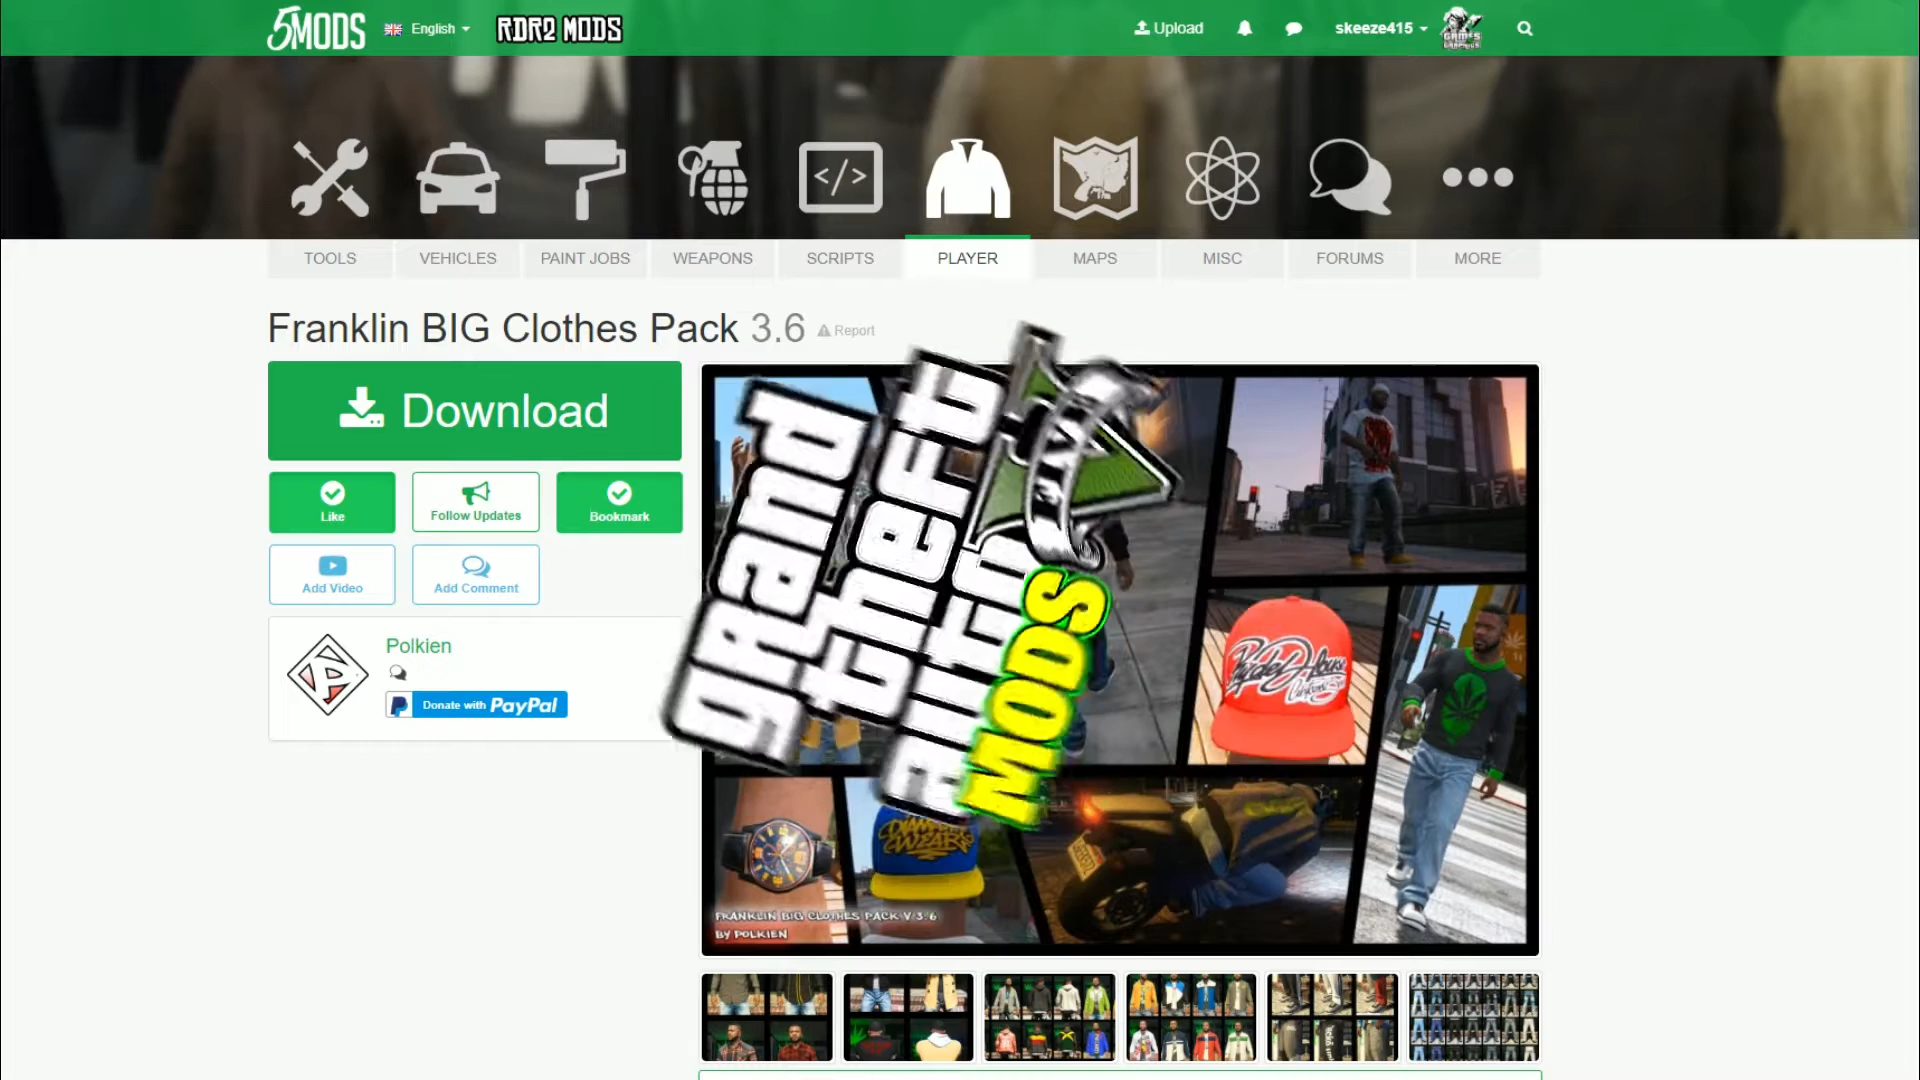 5MODS
English
RDR2 MODS
Upload
skeeze415
GAMES
TOOLS
VEHICLES
PAINT JOBS
WEAPONS
SCRIPTS
PLAYER
MAPS
MISC
FORUMS
MORE
Franklin BIG Clothes Pack 3.6 Report
Download
Like
Follow Updates
Bookmark
Add Video
Add Comment
Polkien
Donate with PayPal
grand
theft
auto
MODS
FIVE
FRANKLIN BIG CLOTHES PACK V 3.6
BY POLKIEN